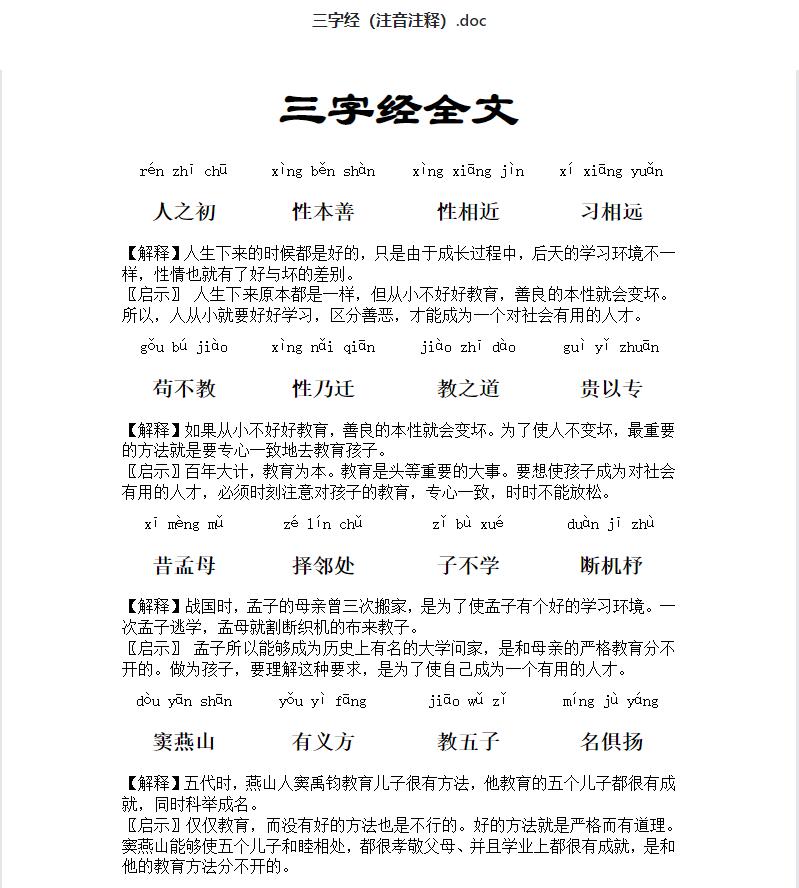 三字经（注音注释）.doc
三字经全文
rén zhī chū xìng běn shàn xìng xiāng jìn xí xiāng yuǎn
人之初 性本善 性相近 习相远
【解释】人生下来的时候都是好的，只是由于成长过程中，后天的学习环境不一
样，性情也就有了好与坏的差别。
〖启示〗 人生下来原本都是一样，但从小不好好教育，善良的本性就会变坏。
所以，人从小就要好好学习，区分善恶，才能成为一个对社会有用的人才。
gǒu bú jiào xìng nǎi qiān jiào zhī dào guì yǐ zhuān
苟不教 性乃迁 教之道 贵以专
【解释】如果从小不好好教育，善良的本性就会变坏。为了使人不变坏，最重要
的方法就是要专心一致地去教育孩子。
〖启示〗百年大计，教育为本。教育是头等重要的大事。要想使孩子成为对社会
有用的人才，必须时刻注意对孩子的教育，专心一致，时时不能放松。
xī mèng mǔ zé lín chǔ zǐ bù xué duàn jī zhù
昔孟母 择邻处 子不学 断机杼
【解释】战国时，孟子的母亲曾三次搬家，是为了使孟子有个好的学习环境。一
次孟子逃学，孟母就割断织机的布来教子。
〖启示〗 孟子所以能够成为历史上有名的大学问家，是和母亲的严格教育分不
开的。做为孩子，要理解这种要求，是为了使自己成为一个有用的人才。
dòu yān shān yǒu yì fāng jiāo wǔ zǐ míng jù yáng
窦燕山 有义方 教五子 名俱扬
【解释】五代时，燕山人窦禹钧教育儿子很有方法，他教育的五个儿子都很有成
就，同时科举成名。
〖启示〗仅仅教育，而没有好的方法也是不行的。好的方法就是严格而有道理。
窦燕山能够使五个儿子和睦相处，都很孝敬父母、并且学业上都很有成就，是和
他的教育方法分不开的。